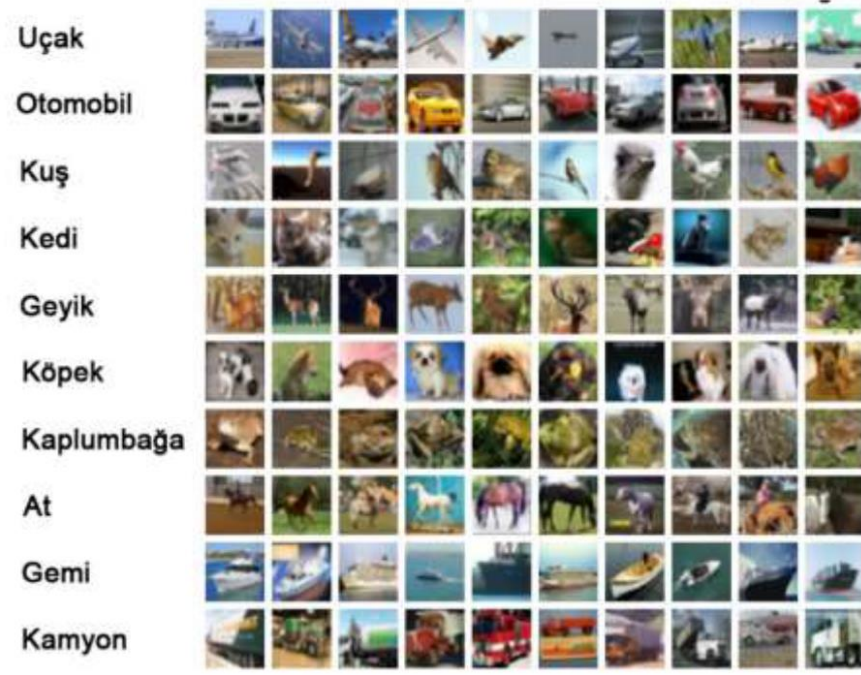 Uçak
Otomobil
Kuş
Kedi
Geyik
Köpek
Kaplumbağa
At
Gemi
Kamyon